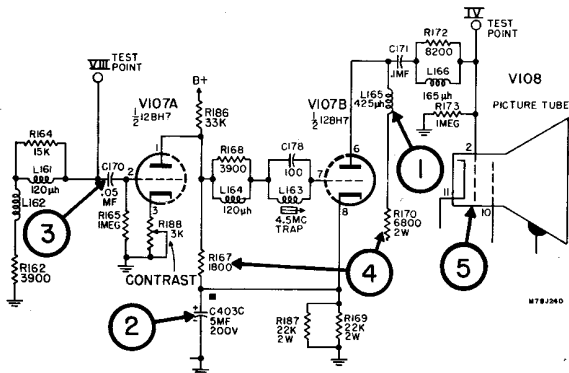 VIII TEST POINT
R164
15K
L161
120μh
L162
R162
3900
3
C170
.05
MF
2
R165
1MEG
V107A
½ 12BH7
1
3
R188
3K
CONTRAST
B+
R186
33K
R168
3900
L164
120μh
C178
100
L163
4.5MC
TRAP
R167
1800
2
C403C
5MF
200V
+
-
V107B
½ 12BH7
6
7
8
R187
22K
2W
R169
22K
2W
C171
.1MF
L165
425μh
1
R170
6800
2W
4
R172
8200
L166
165μh
R173
1MEG
IV
TEST
POINT
V108
PICTURE TUBE
2
11
10
5
M78J240